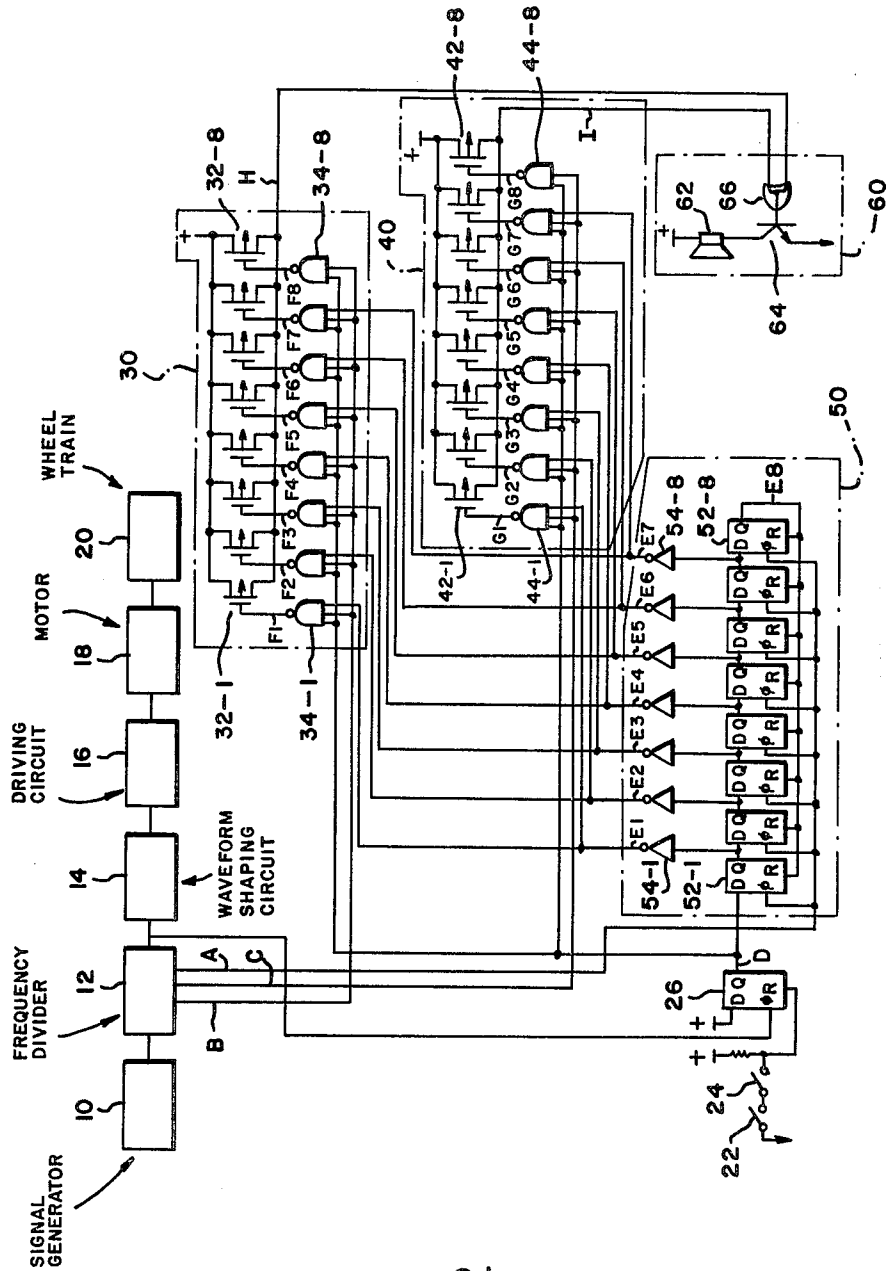 SIGNAL
GENERATOR
FREQUENCY
DIVIDER
WAVEFORM
SHAPING
CIRCUIT
DRIVING
CIRCUIT
MOTOR
WHEEL
TRAIN
10
12
14
16
18
20
A
C
B
30
32-1
32-8
H
+
F1
F2
F3
F4
F5
F6
F7
F8
34-1
34-8
40
+
42-8
42-1
G1
G2
G3
G4
G5
G6
G7
G8
44-1
44-8
I
+
62
66
64
60
E1
E2
E3
E4
E5
E6
E7
54-1
54-8
52-1
52-8
E8
50
D Q
φ R
D Q
φ R
D Q
φ R
D Q
φ R
D Q
φ R
D Q
φ R
D Q
φ R
D Q
φ R
26
D Q
φ R
D
+
+
22
24